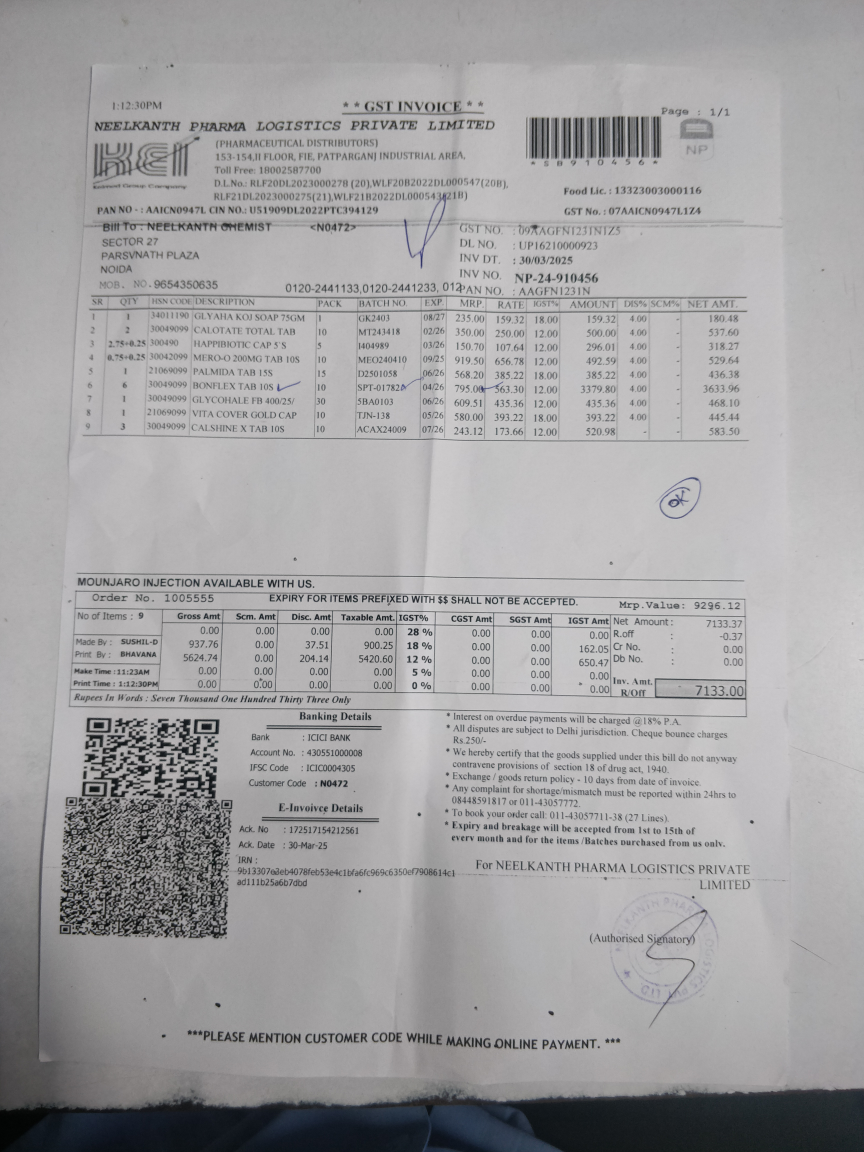 1:12:30PM
* * GST INVOICE * *
Page : 1/1
NEELKANTH PHARMA LOGISTICS PRIVATE LIMITED
(PHARMACEUTICAL DISTRIBUTORS)
153-154,II FLOOR, FIE, PATPARGANJ INDUSTRIAL AREA,
Toll Free: 18002587700
D.L.No.: RLF20DL2023000278 (20),WLF20B2022DL000547(20B),
RLF21DL2023000275(21),WLF21B2022DL000543(21B)
PAN NO - : AAICN0947L CIN NO.: U51909DL2022PTC394129
*S8910456*
NP
Food Lic. : 13323003000116
GST No. : 07AAICN0947L1Z4
Bill To : NEELKANTH CHEMIST <N0472>
SECTOR 27
PARSVNATH PLAZA
NOIDA
MOB. NO. 9654350635 0120-2441133,0120-2441233, 012
GST NO. : 09AAGFN1231N1Z5
DL NO. : UP16210000923
INV DT. : 30/03/2025
INV NO. NP-24-910456
PAN NO. : AAGFN1231N
SR QTY HSN CODE DESCRIPTION PACK BATCH NO. EXP. MRP. RATE IGST% AMOUNT DIS% SCM% NET AMT.
1 1 34011190 GLYAHA KOJ SOAP 75GM 1 GK2403 08/27 235.00 159.32 18.00 159.32 4.00 - 180.48
2 2 30049099 CALOTATE TOTAL TAB 10 MT243418 02/26 350.00 250.00 12.00 500.00 4.00 - 537.60
3 2.75+0.25 300490 HAPPIBIOTIC CAP 5'S 5 I404989 03/26 150.70 107.64 12.00 296.01 4.00 - 318.27
4 0.75+0.25 30042099 MERO-O 200MG TAB 10S 10 MEO240410 09/25 919.50 656.78 12.00 492.59 4.00 - 529.64
5 1 21069099 PALMIDA TAB 15S 15 D2501058 06/26 568.20 385.22 18.00 385.22 4.00 - 436.38
6 6 30049099 BONFLEX TAB 10S 10 SPT-01782 04/26 795.00 563.30 12.00 3379.80 4.00 - 3633.96
7 1 30049099 GLYCOHALE FB 400/25/ 30 5BA0103 06/26 609.51 435.36 12.00 435.36 4.00 - 468.10
8 1 21069099 VITA COVER GOLD CAP 10 TJN-138 05/26 580.00 393.22 18.00 393.22 4.00 - 445.44
9 3 30049099 CALSHINE X TAB 10S 10 ACAX24009 07/26 243.12 173.66 12.00 520.98 - - 583.50
OK
MOUNJARO INJECTION AVAILABLE WITH US.
Order No. 1005555 EXPIRY FOR ITEMS PREFIXED WITH $$ SHALL NOT BE ACCEPTED. Mrp.Value: 9296.12
No of Items : 9 Gross Amt Scm. Amt Disc. Amt Taxable Amt. IGST% CGST Amt SGST Amt IGST Amt Net Amount: 7133.37
0.00 0.00 0.00 0.00 28 % 0.00 0.00 0.00 R.off : -0.37
Made By : SUSHIL-D 937.76 0.00 37.51 900.25 18 % 0.00 0.00 162.05 Cr No. : 0.00
Print By : BHAVANA 5624.74 0.00 204.14 5420.60 12 % 0.00 0.00 650.47 Db No. : 0.00
Make Time :11:23AM 0.00 0.00 0.00 0.00 5 % 0.00 0.00 0.00
Print Time : 1:12:30PM 0.00 0.00 0.00 0.00 0 % 0.00 0.00 0.00 Inv. Amt. R/Off 7133.00
Rupees In Words : Seven Thousand One Hundred Thirty Three Only
Banking Details
Bank : ICICI BANK
Account No. : 430551000008
IFSC Code : ICIC0004305
Customer Code : N0472
E-Invoivce Details
Ack. No : 172517154212561
Ack. Date : 30-Mar-25
IRN :
ad111b25a6b7dbd
* Interest on overdue payments will be charged @18% P.A.
* All disputes are subject to Delhi jurisdiction. Cheque bounce charges
Rs.250/-
* We hereby certify that the goods supplied under this bill do not anyway
contravene provisions of section 18 of drug act, 1940.
* Exchange / goods return policy - 10 days from date of invoice.
* Any complaint for shortage/mismatch must be reported within 24hrs to
08448591817 or 011-43057772.
* To book your order call: 011-43057711-38 (27 Lines).
* Expiry and breakage will be accepted from 1st to 15th of
every month and for the items /Batches purchased from us only.
For NEELKANTH PHARMA LOGISTICS PRIVATE
LIMITED
(Authorised Signatory)
***PLEASE MENTION CUSTOMER CODE WHILE MAKING ONLINE PAYMENT. ***